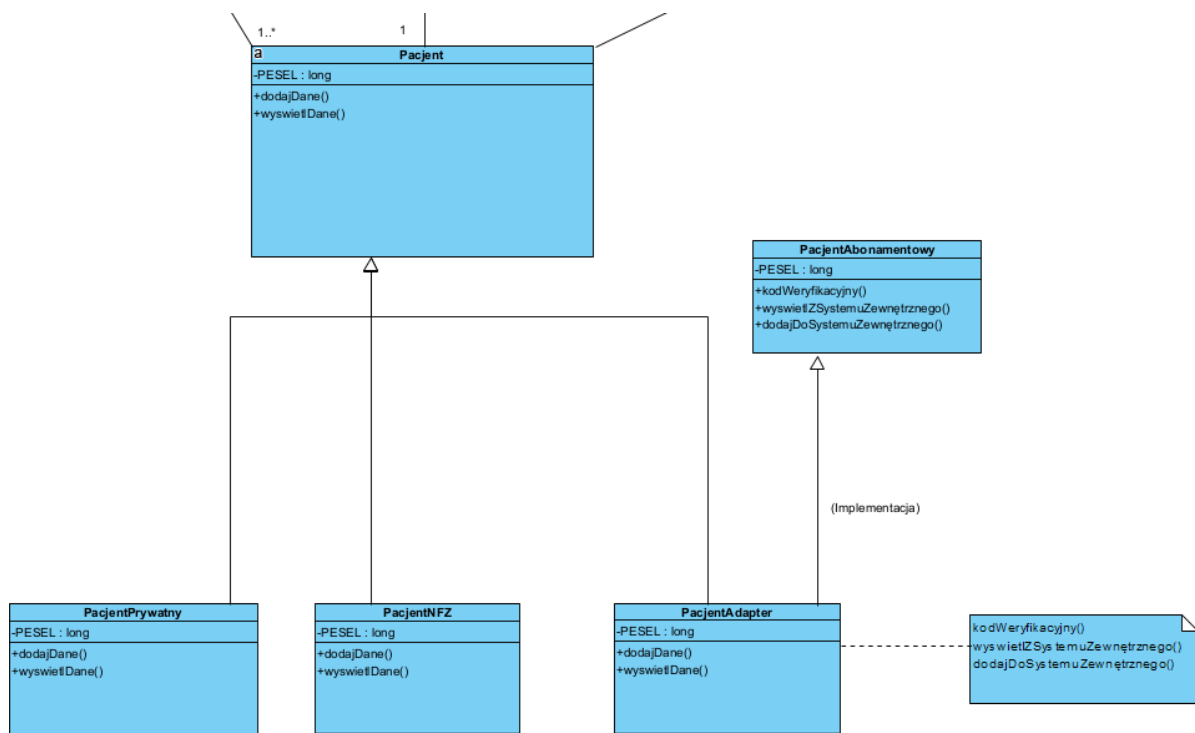 1..*
1
a
Pacjent
-PESEL : long
+dodajDane()
+wyswietlDane()
PacjentAbonamentowy
-PESEL : long
+kodWeryfikacyjny()
+wyswietlZSystemuZewnętrznego()
+dodajDoSystemuZewnętrznego()
(Implementacja)
PacjentPrywatny
-PESEL : long
+dodajDane()
+wyswietlDane()
PacjentNFZ
-PESEL : long
+dodajDane()
+wyswietlDane()
PacjentAdapter
-PESEL : long
+dodajDane()
+wyswietlDane()
kodWeryfikacyjny()
wyswietlZSystemuZewnętrznego()
dodajDoSystemuZewnętrznego()